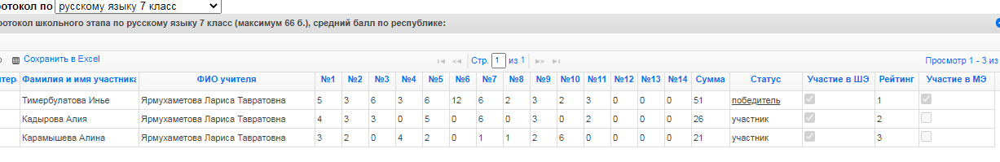 ротокол по русскому языку 7 класс
ротокол школьного этапа по русскому языку 7 класс (максимум 66 б.), средний балл по республике:
Сохранить в Excel Стр. 1 из 1 Просмотр 1 - 3 из
итера Фамилия и имя участника ФИО учителя №1 №2 №3 №4 №5 №6 №7 №8 №9 №10 №11 №12 №13 №14 Сумма Статус Участие в ШЭ Рейтинг Участие в МЭ
Тимербулатова Инье Ярмухаметова Лариса Тавратовна 5 3 6 3 6 12 6 2 3 2 3 0 0 0 51 победитель 1
Кадырова Алия Ярмухаметова Лариса Тавратовна 4 3 3 0 5 0 6 0 3 0 2 0 0 0 26 участник 2
Карамышева Алина Ярмухаметова Лариса Тавратовна 3 2 0 4 2 0 1 1 2 6 0 0 0 0 21 участник 3